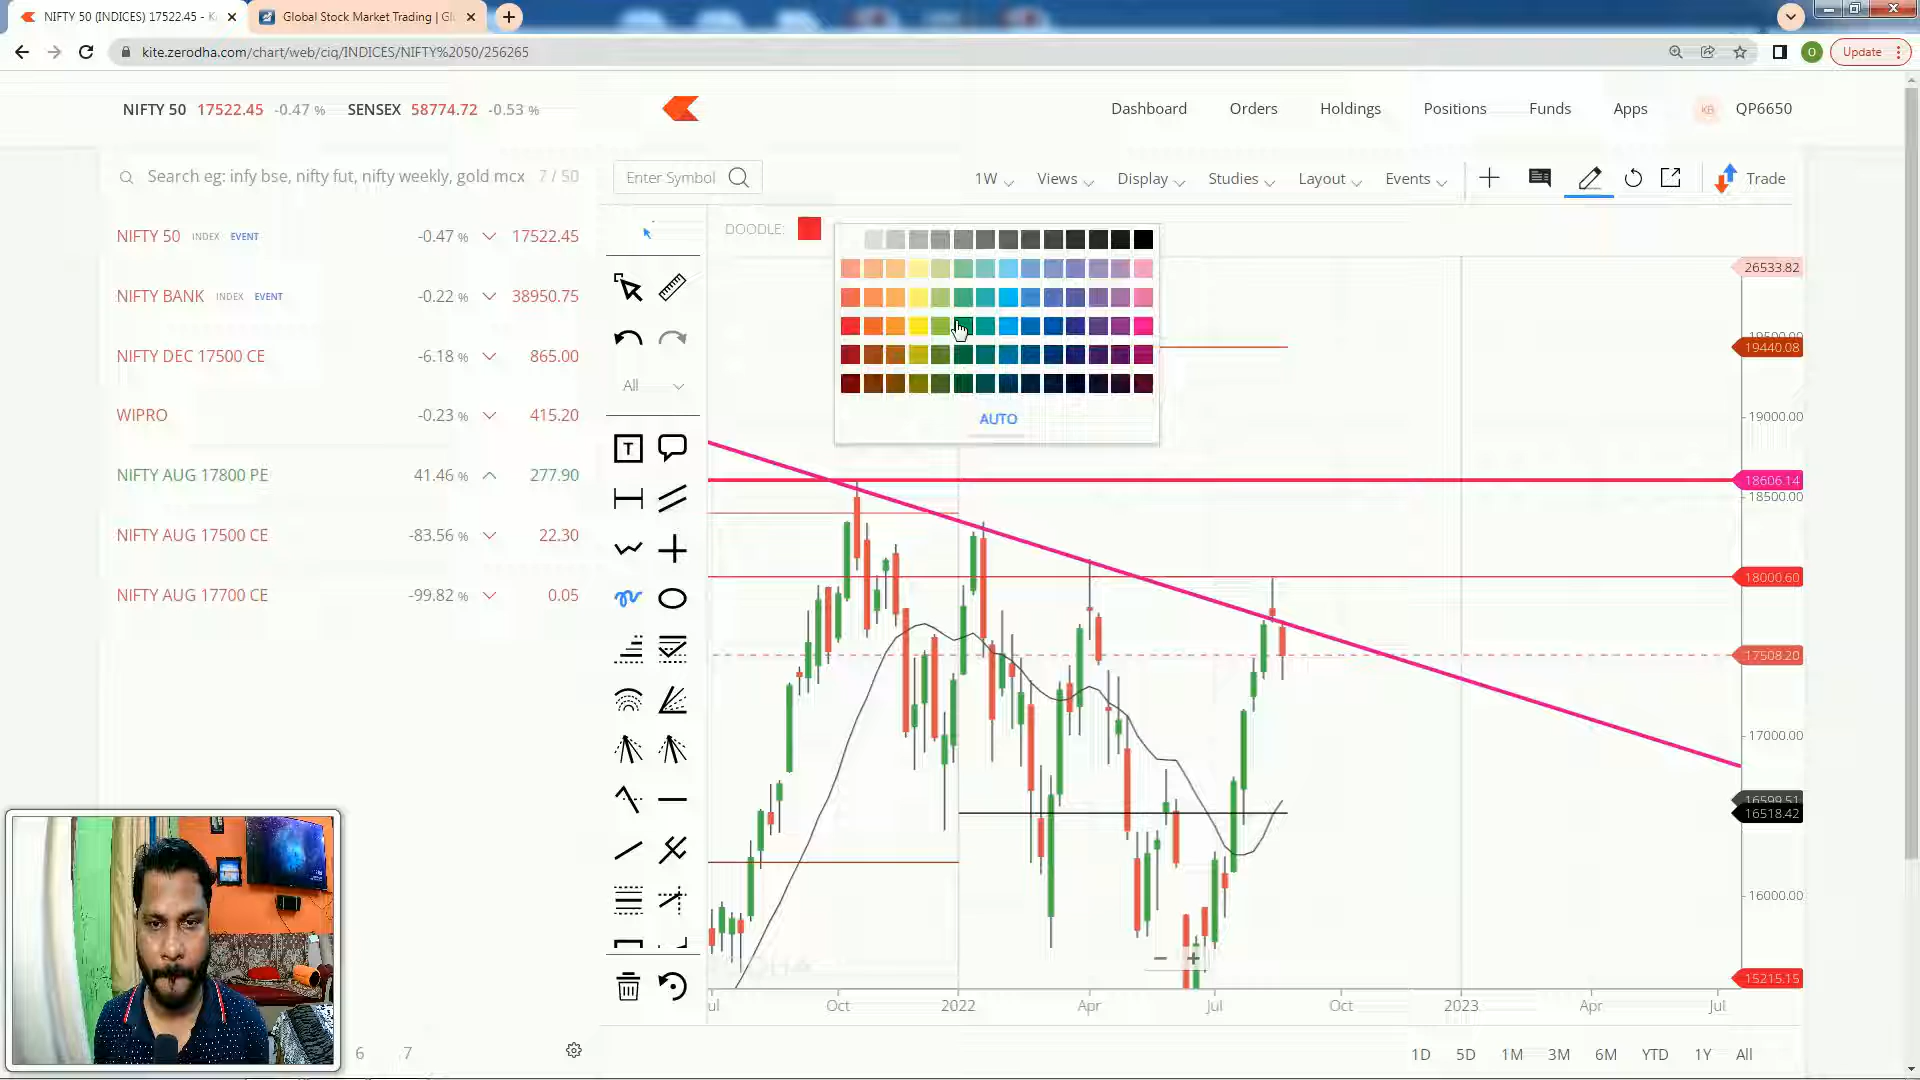 NIFTY 50 (INDICES) 17522.45 - K
Global Stock Market Trading | Gl
kite.zerodha.com/chart/web/ciq/INDICES/NIFTY%2050/256265
O
Update
NIFTY 50 17522.45 -0.47 % SENSEX 58774.72 -0.53 %
Dashboard Orders Holdings Positions Funds Apps KB QP6650
Search eg: infy bse, nifty fut, nifty weekly, gold mcx 7 / 50
Enter Symbol
1W Views Display Studies Layout Events Trade
NIFTY 50 INDEX EVENT -0.47 % 17522.45
NIFTY BANK INDEX EVENT -0.22 % 38950.75
NIFTY DEC 17500 CE -6.18 % 865.00
WIPRO -0.23 % 415.20
NIFTY AUG 17800 PE 41.46 % 277.90
NIFTY AUG 17500 CE -83.56 % 22.30
NIFTY AUG 17700 CE -99.82 % 0.05
6 7
All
T
DOODLE:
AUTO
26533.82
19500.00
19440.08
19000.00
18606.14
18500.00
18000.60
17508.20
17000.00
16599.51
16518.42
16000.00
15215.15
Oct 2022 Apr Jul Oct 2023 Apr Jul
1D 5D 1M 3M 6M YTD 1Y All